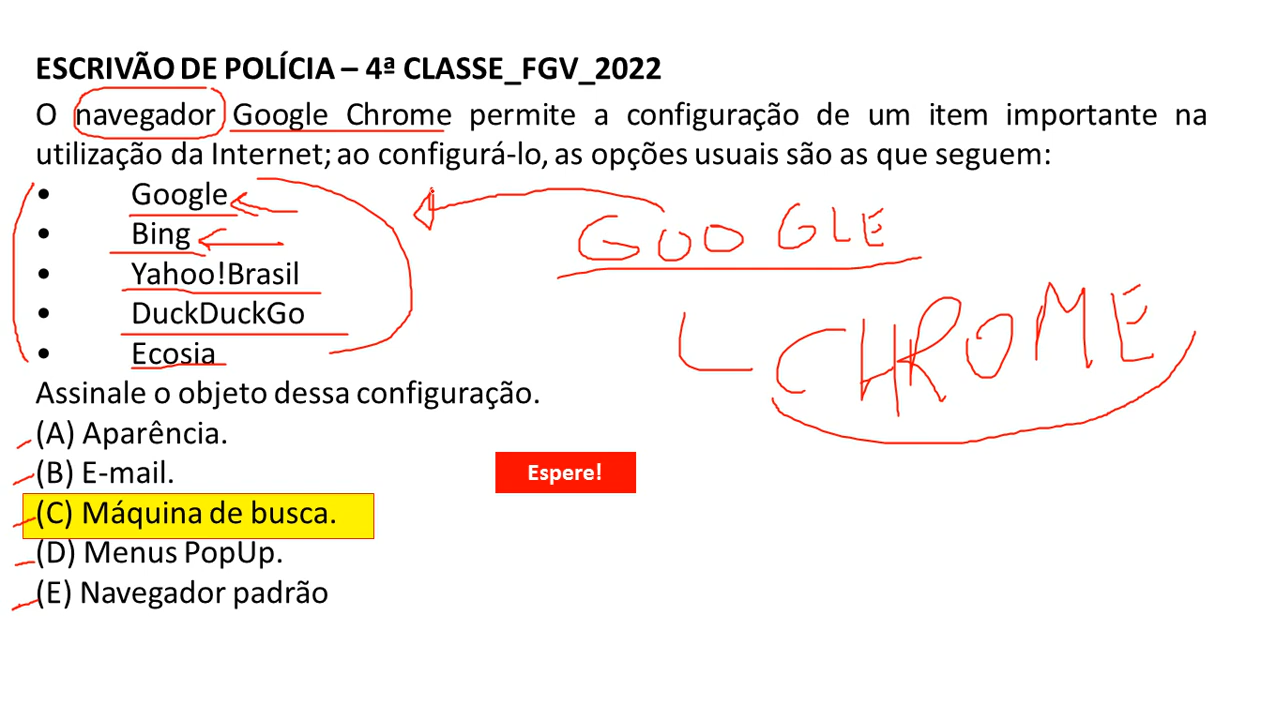 ESCRIVÃO DE POLÍCIA – 4ª CLASSE_FGV_2022
O navegador Google Chrome permite a configuração de um item importante na
utilização da Internet; ao configurá-lo, as opções usuais são as que seguem:
• Google
• Bing
• Yahoo!Brasil
• DuckDuckGo
• Ecosia
GOOGLE
CHROME
Assinale o objeto dessa configuração.
(A) Aparência.
(B) E-mail.
Espere!
(C) Máquina de busca.
(D) Menus PopUp.
(E) Navegador padrão